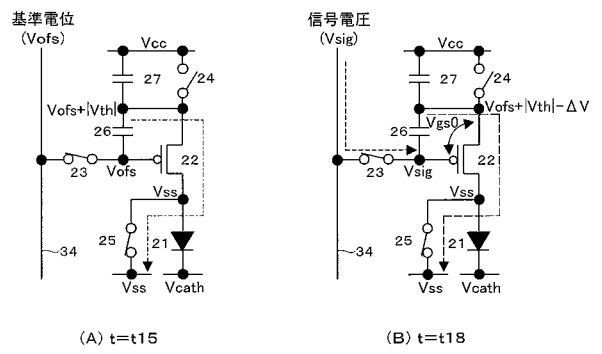 基準電位
(Vofs)
Vcc
27
24
Vofs+|Vth|
26
22
23
Vofs
Vss
25
21
34
Vss
Vcath
(A) t=t15
信号電圧
(Vsig)
Vcc
27
24
Vofs+|Vth|-ΔV
26
Vgs0
22
23
Vsig
Vss
25
21
34
Vss
Vcath
(B) t=t18